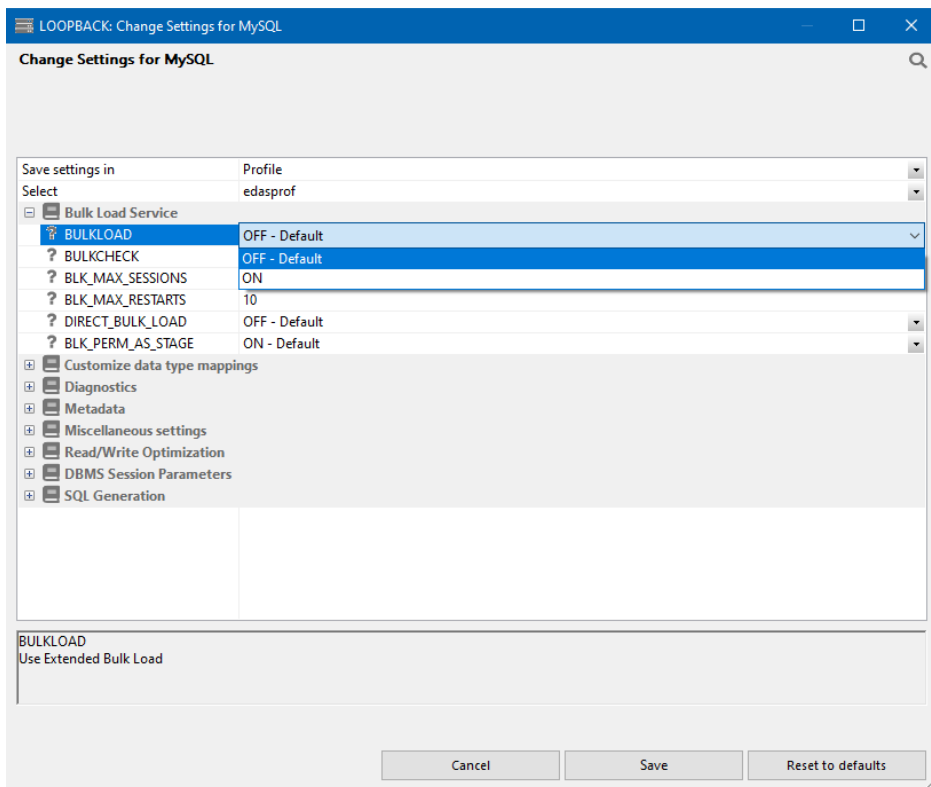 LOOPBACK: Change Settings for MySQL
Change Settings for MySQL
Save settings in Profile
Select edasprof
Bulk Load Service
? BULKLOAD OFF - Default
? BULKCHECK OFF - Default
? BLK_MAX_SESSIONS ON
? BLK_MAX_RESTARTS 10
? DIRECT_BULK_LOAD OFF - Default
? BLK_PERM_AS_STAGE ON - Default
Customize data type mappings
Diagnostics
Metadata
Miscellaneous settings
Read/Write Optimization
DBMS Session Parameters
SQL Generation
BULKLOAD
Use Extended Bulk Load
Cancel Save Reset to defaults